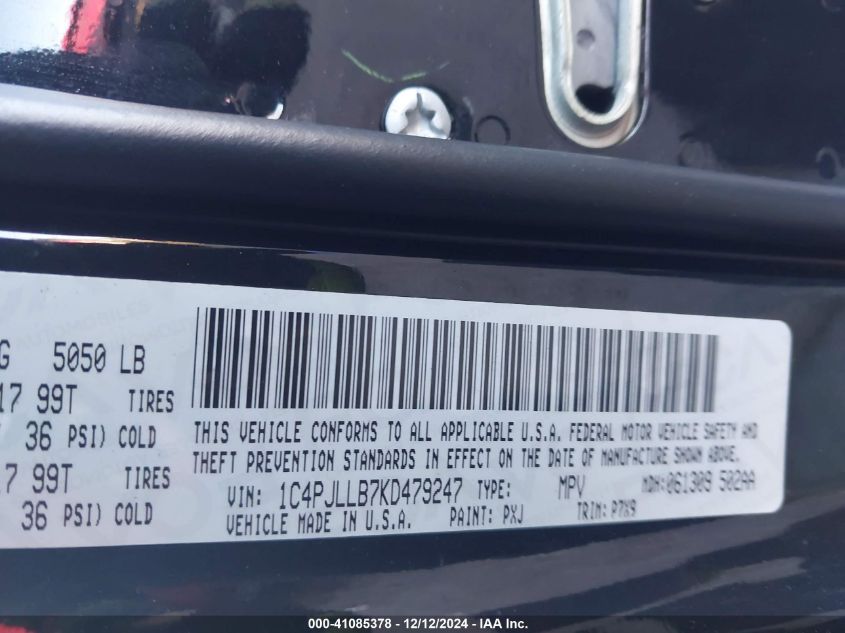 G 5050 LB
17 99T TIRES
36 PSI) COLD
17 99T TIRES
36 PSI) COLD
THIS VEHICLE CONFORMS TO ALL APPLICABLE U.S.A. FEDERAL MOTOR VEHICLE SAFETY AND
THEFT PREVENTION STANDARDS IN EFFECT ON THE DATE OF MANUFACTURE SHOWN ABOVE.
VIN: 1C4PJLLB7KD479247 TYPE: MPV MDH: 061309 502AA
VEHICLE MADE IN U.S.A. PAINT: PXJ TRIM: P7X9
000-41085378 - 12/12/2024 - IAA Inc.